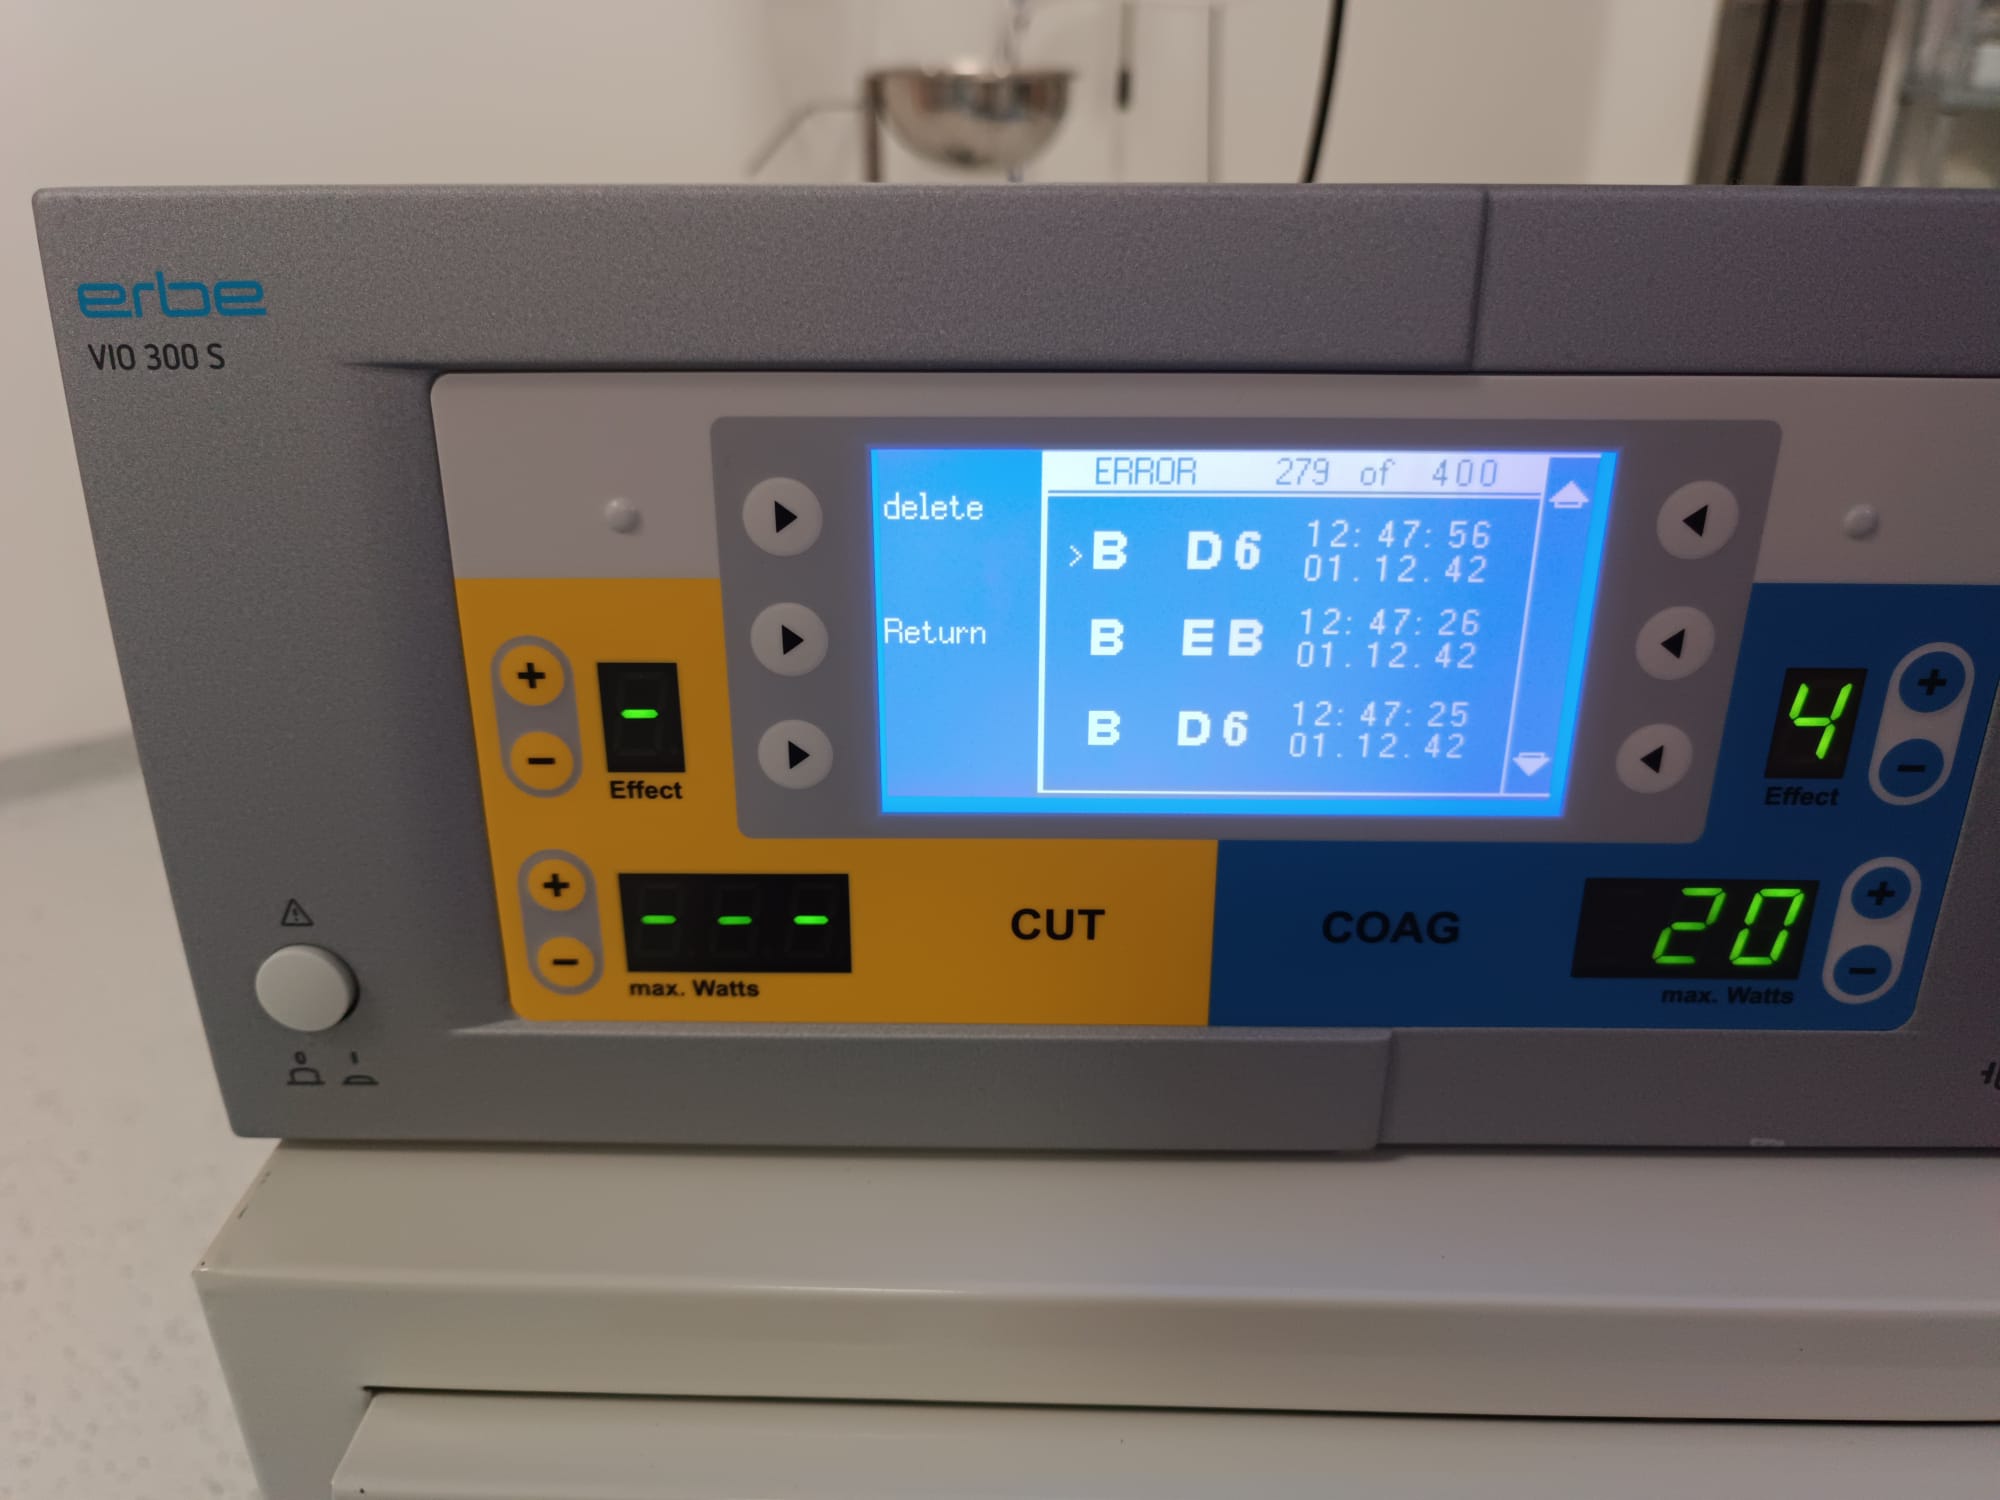 erbe
VIO 300 S
ERROR 279 of 400
delete
>B D6 12:47:56
01.12.42
Return
B EB 12:47:26
01.12.42
B D6 12:47:25
01.12.42
+
-
-
Effect
4
+
-
Effect
+
-
---
max. Watts
CUT
COAG
20
+
-
max. Watts